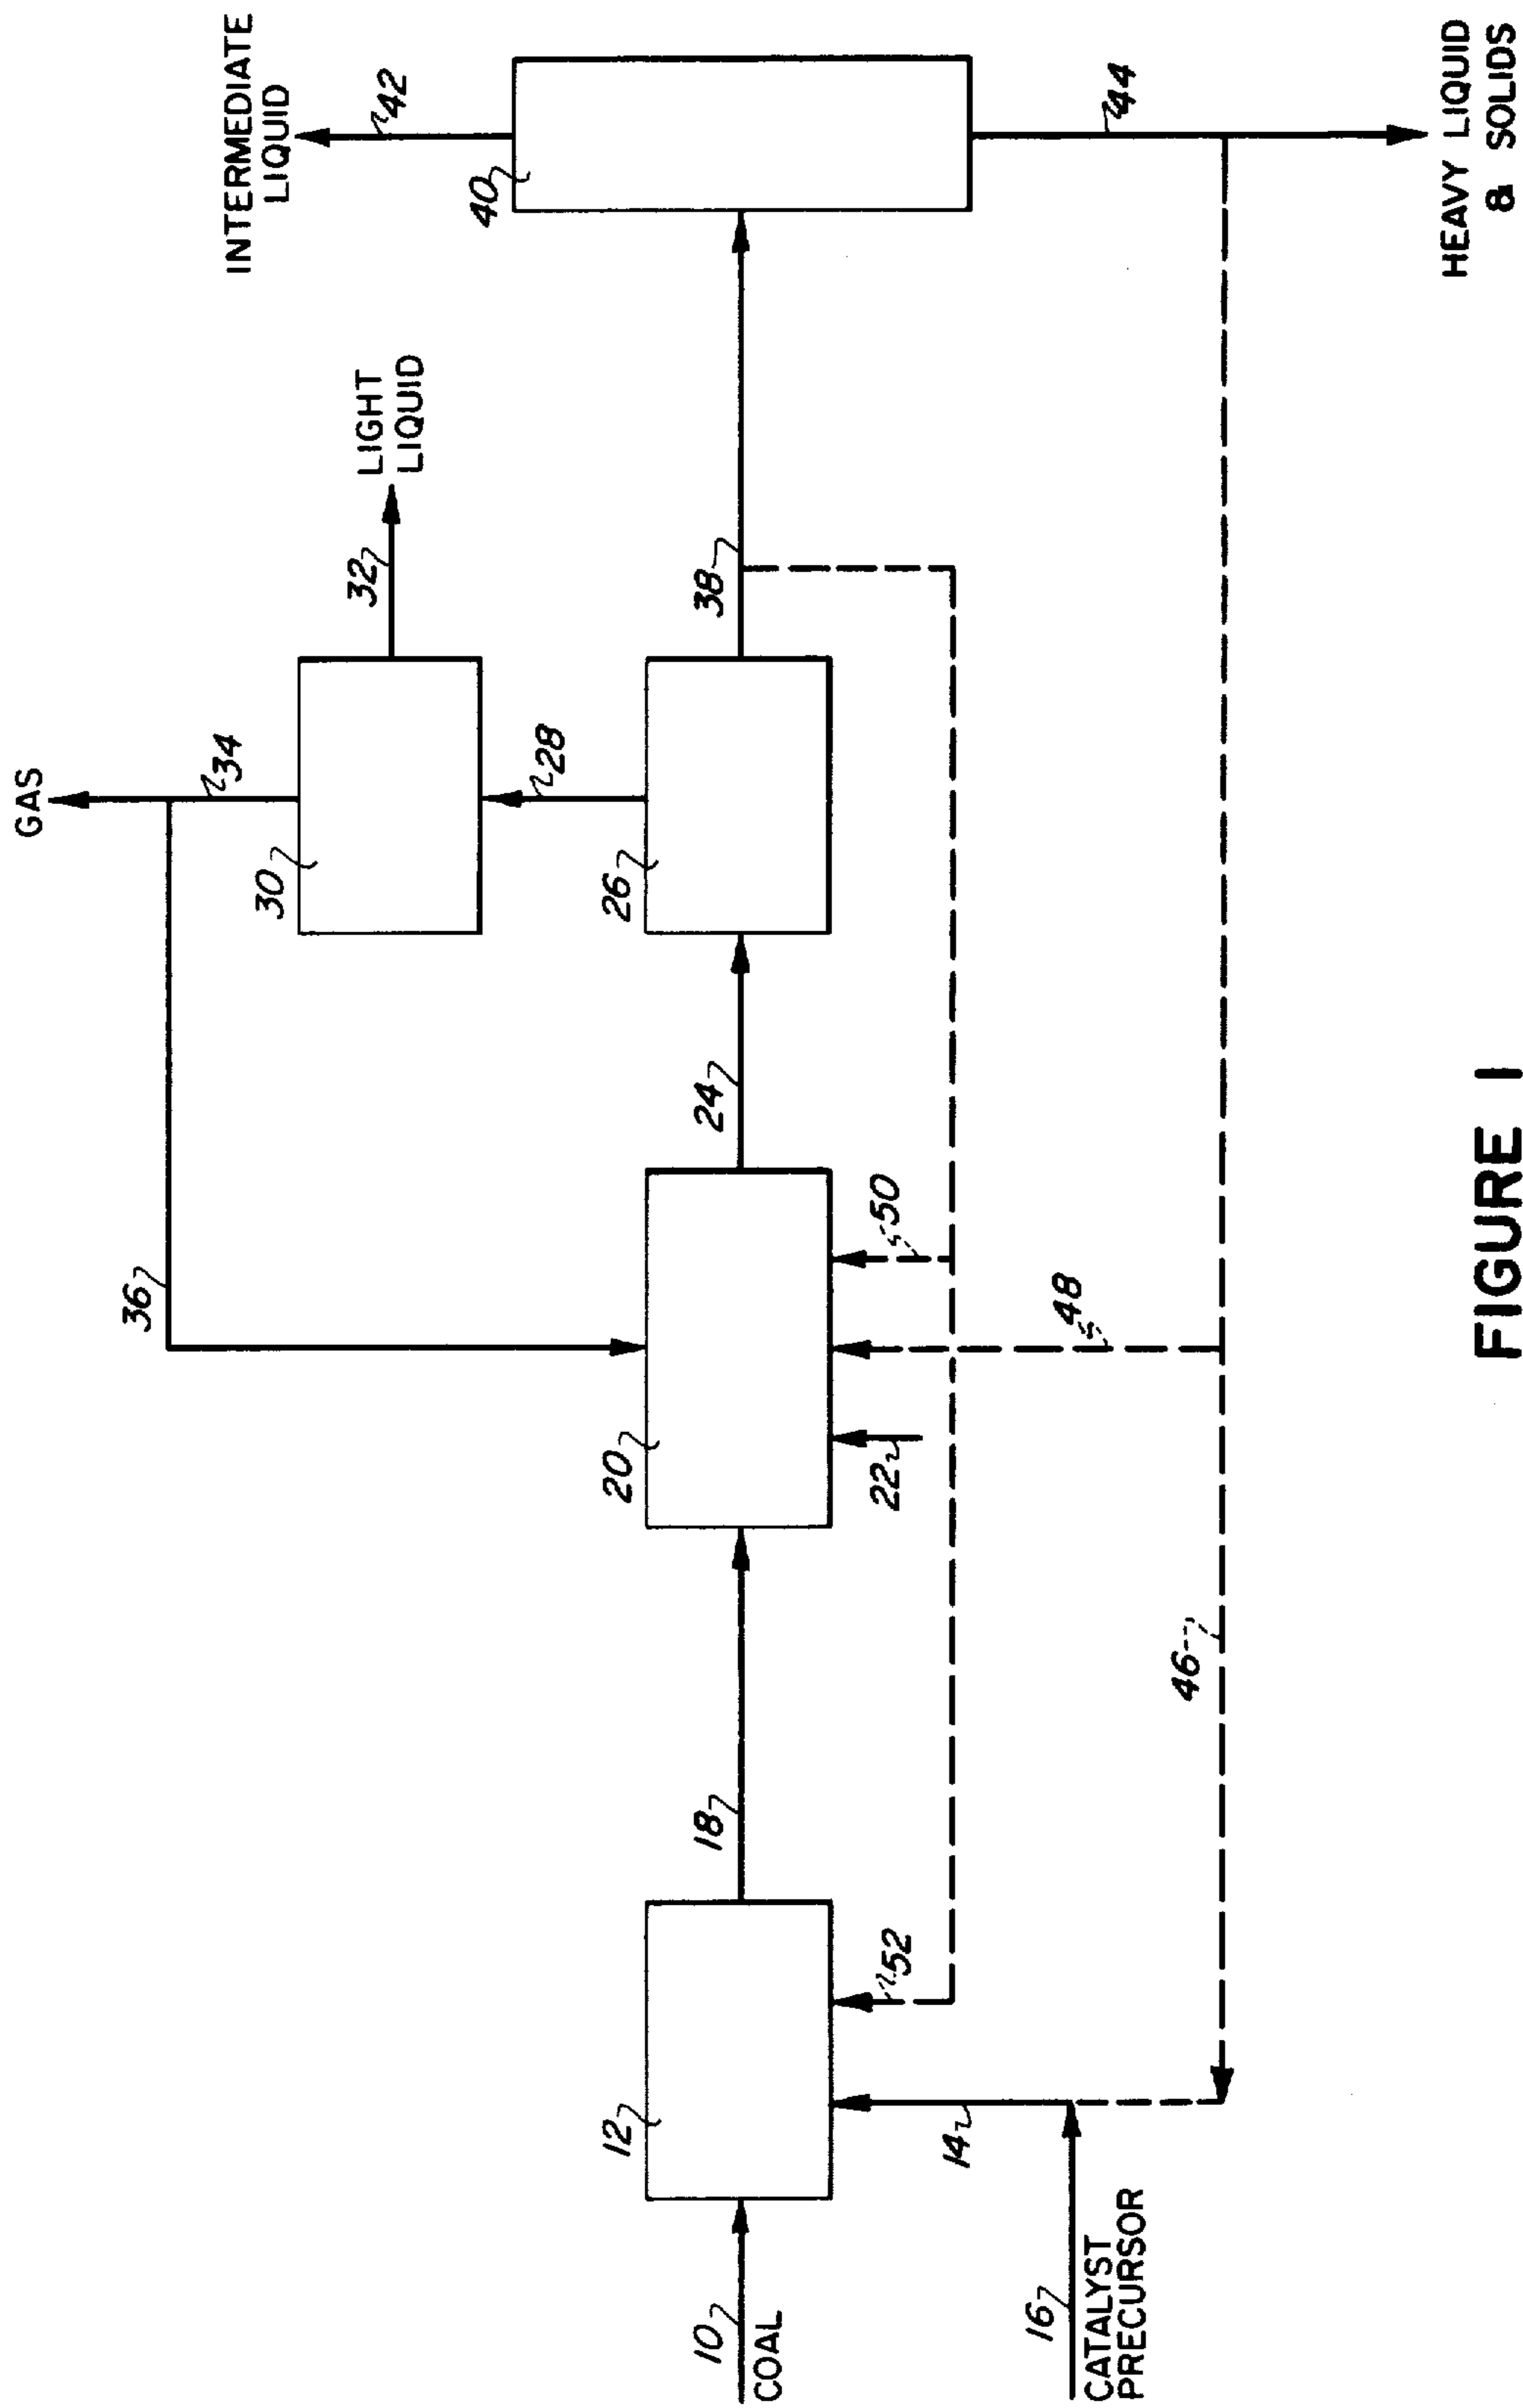 GAS
INTERMEDIATE
LIQUID
42
36
34
32
LIGHT
LIQUID
30
28
40
10
COAL
12
18
20
24
26
38
14
52
22
50
48
44
16
CATALYST
PRECURSOR
46
HEAVY LIQUID
& SOLIDS
FIGURE 1